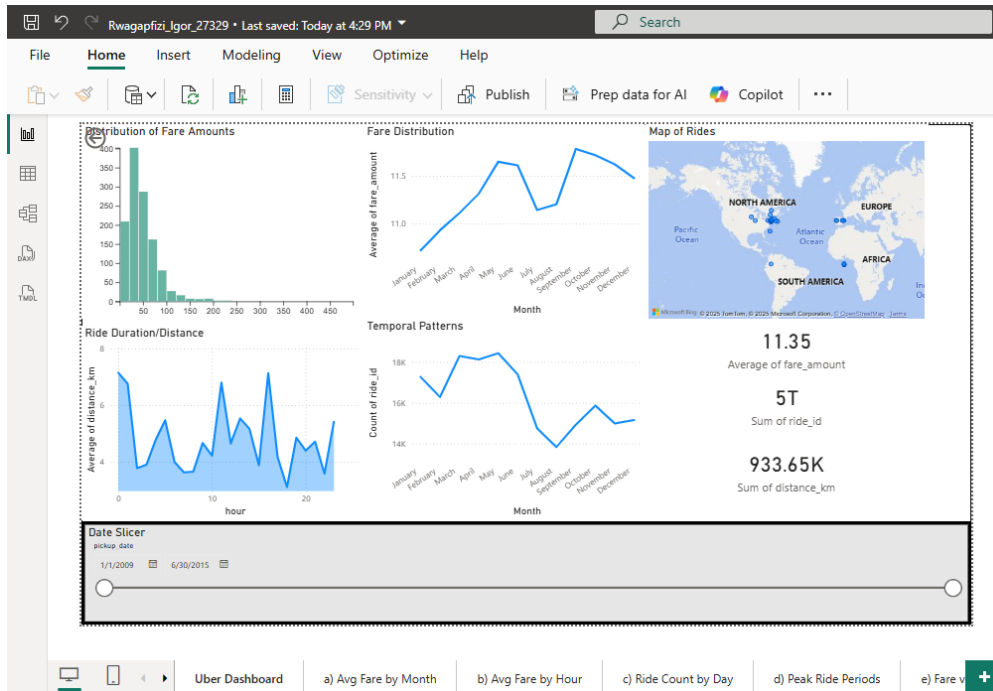 Rwagapfizi_Igor_27329 • Last saved: Today at 4:29 PM
Search
File Home Insert Modeling View Optimize Help
Sensitivity Publish Prep data for AI Copilot ...
DAX
TMDL
Distribution of Fare Amounts
400
350
300
250
200
150
100
50
0
50 100 150 200 250 300 350 400 450
Fare Distribution
Average of fare_amount
11.5
11.0
January February March April May June July August September October November December
Month
Map of Rides
NORTH AMERICA
EUROPE
Pacific
Ocean
Atlantic
Ocean
AFRICA
SOUTH AMERICA
Microsoft Bing © 2025 TomTom, © 2025 Microsoft Corporation, © OpenStreetMap Terms
Ride Duration/Distance
Average of distance_km
8
6
4
0 10 20
hour
Temporal Patterns
Count of ride_id
18K
16K
14K
January February March April May June July August September October November December
Month
11.35
Average of fare_amount
5T
Sum of ride_id
933.65K
Sum of distance_km
Date Slicer
pickup_date
1/1/2009 6/30/2015
Uber Dashboard a) Avg Fare by Month b) Avg Fare by Hour c) Ride Count by Day d) Peak Ride Periods e) Fare v